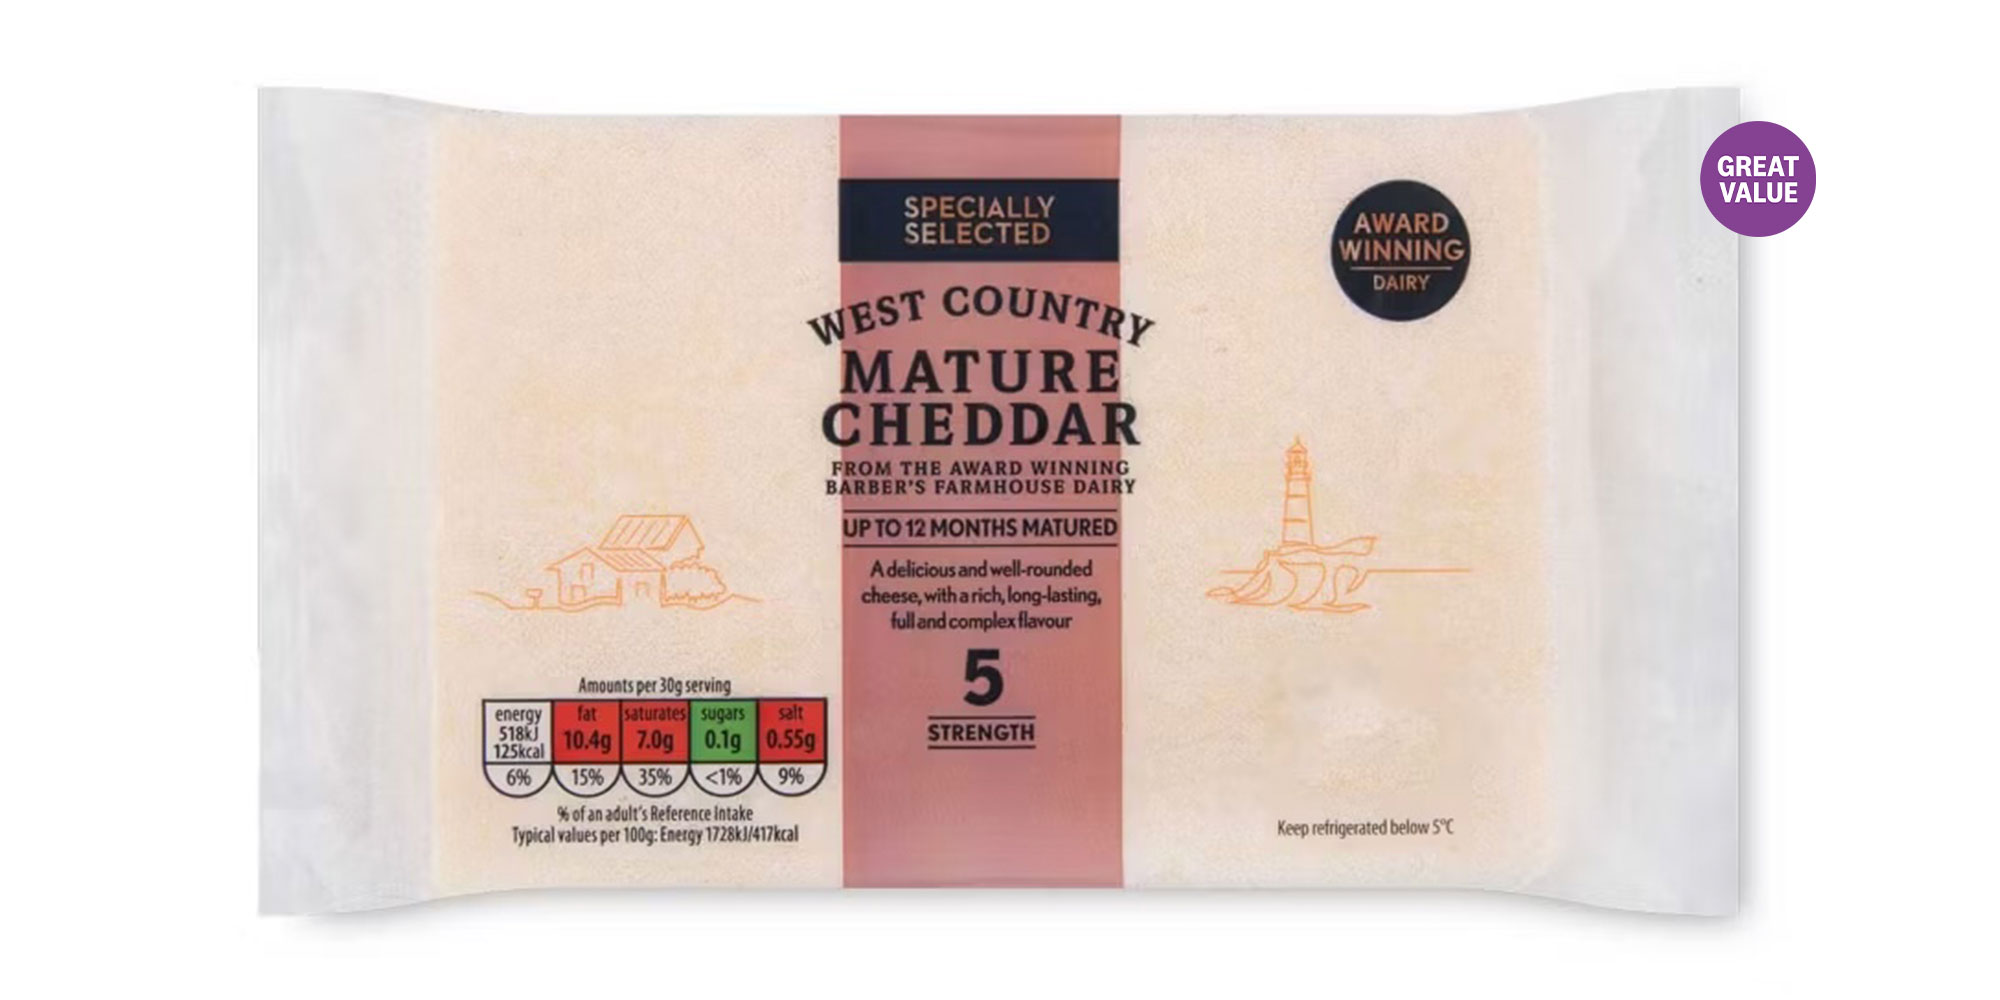 SPECIALLY
SELECTED
WEST COUNTRY
MATURE
CHEDDAR
FROM THE AWARD WINNING
BARBER'S FARMHOUSE DAIRY
UP TO 12 MONTHS MATURED
A delicious and well-rounded
cheese, with a rich, long-lasting,
full and complex flavour
5
STRENGTH
AWARD
WINNING
DAIRY
GREAT
VALUE
Amounts per 30g serving
energy fat saturates sugars salt
518kJ
125kcal 10.4g 7.0g 0.1g 0.55g
6% 15% 35% <1% 9%
% of an adult's Reference Intake
Typical values per 100g: Energy 1728kJ/417kcal
Keep refrigerated below 5°C